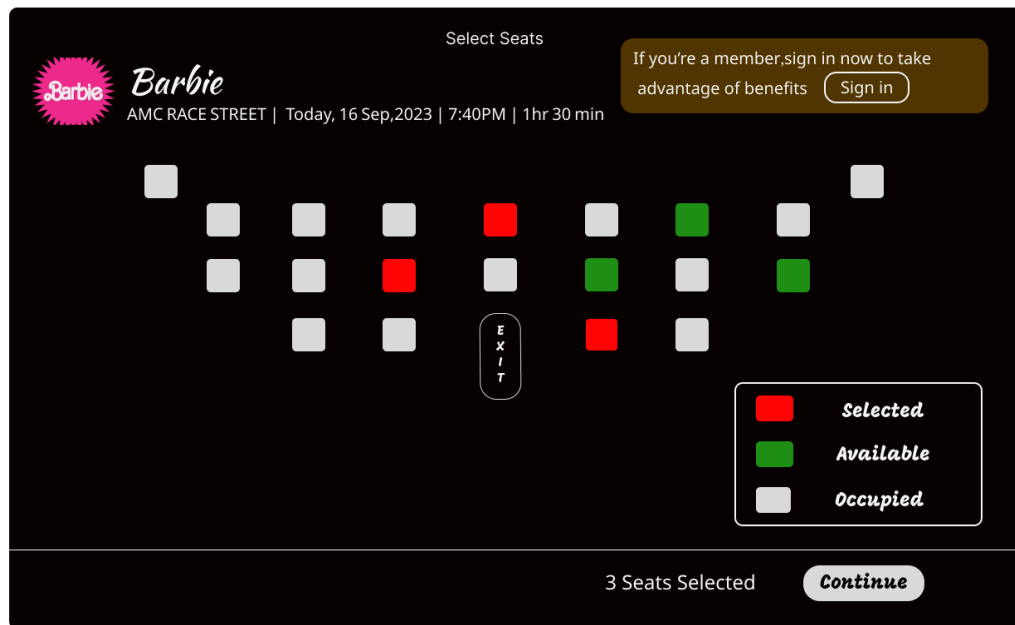 Select Seats
If you’re a member,sign in now to take
advantage of benefits Sign in
Barbie
Barbie
AMC RACE STREET | Today, 16 Sep,2023 | 7:40PM | 1hr 30 min
E
X
I
T
Selected
Available
Occupied
3 Seats Selected Continue